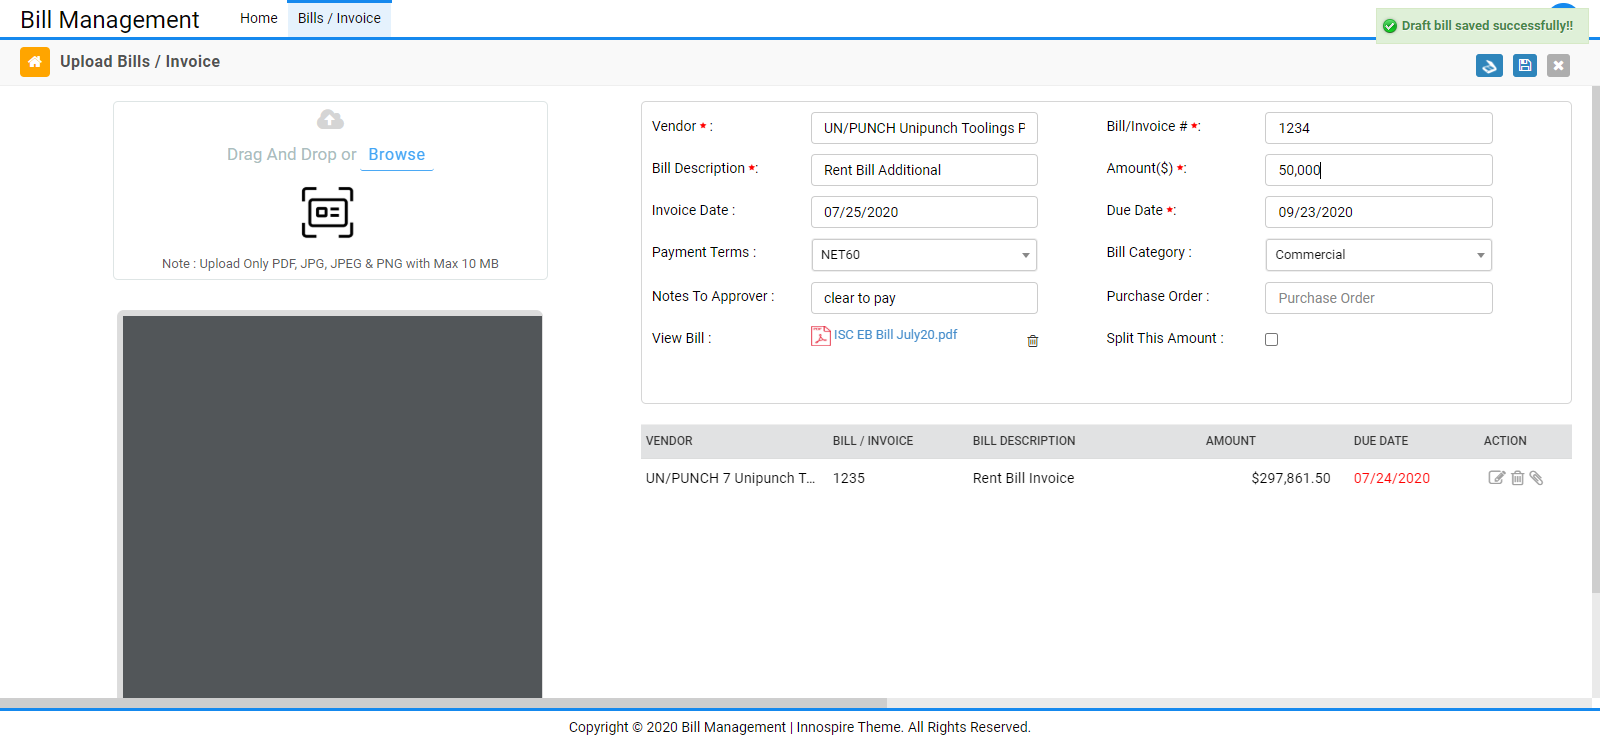 Bill Management
Home
Bills / Invoice
Draft bill saved successfully!!
Upload Bills / Invoice
Drag And Drop or Browse
Note : Upload Only PDF, JPG, JPEG & PNG with Max 10 MB
Vendor * : UN/PUNCH Unipunch Toolings P
Bill/Invoice # *: 1234
Bill Description *: Rent Bill Additional
Amount($) *: 50,000
Invoice Date : 07/25/2020
Due Date *: 09/23/2020
Payment Terms : NET60
Bill Category : Commercial
Notes To Approver : clear to pay
Purchase Order : Purchase Order
View Bill : ISC EB Bill July20.pdf
Split This Amount :
VENDOR BILL / INVOICE BILL DESCRIPTION AMOUNT DUE DATE ACTION
UN/PUNCH 7 Unipunch T... 1235 Rent Bill Invoice $297,861.50 07/24/2020
Copyright © 2020 Bill Management | Innospire Theme. All Rights Reserved.